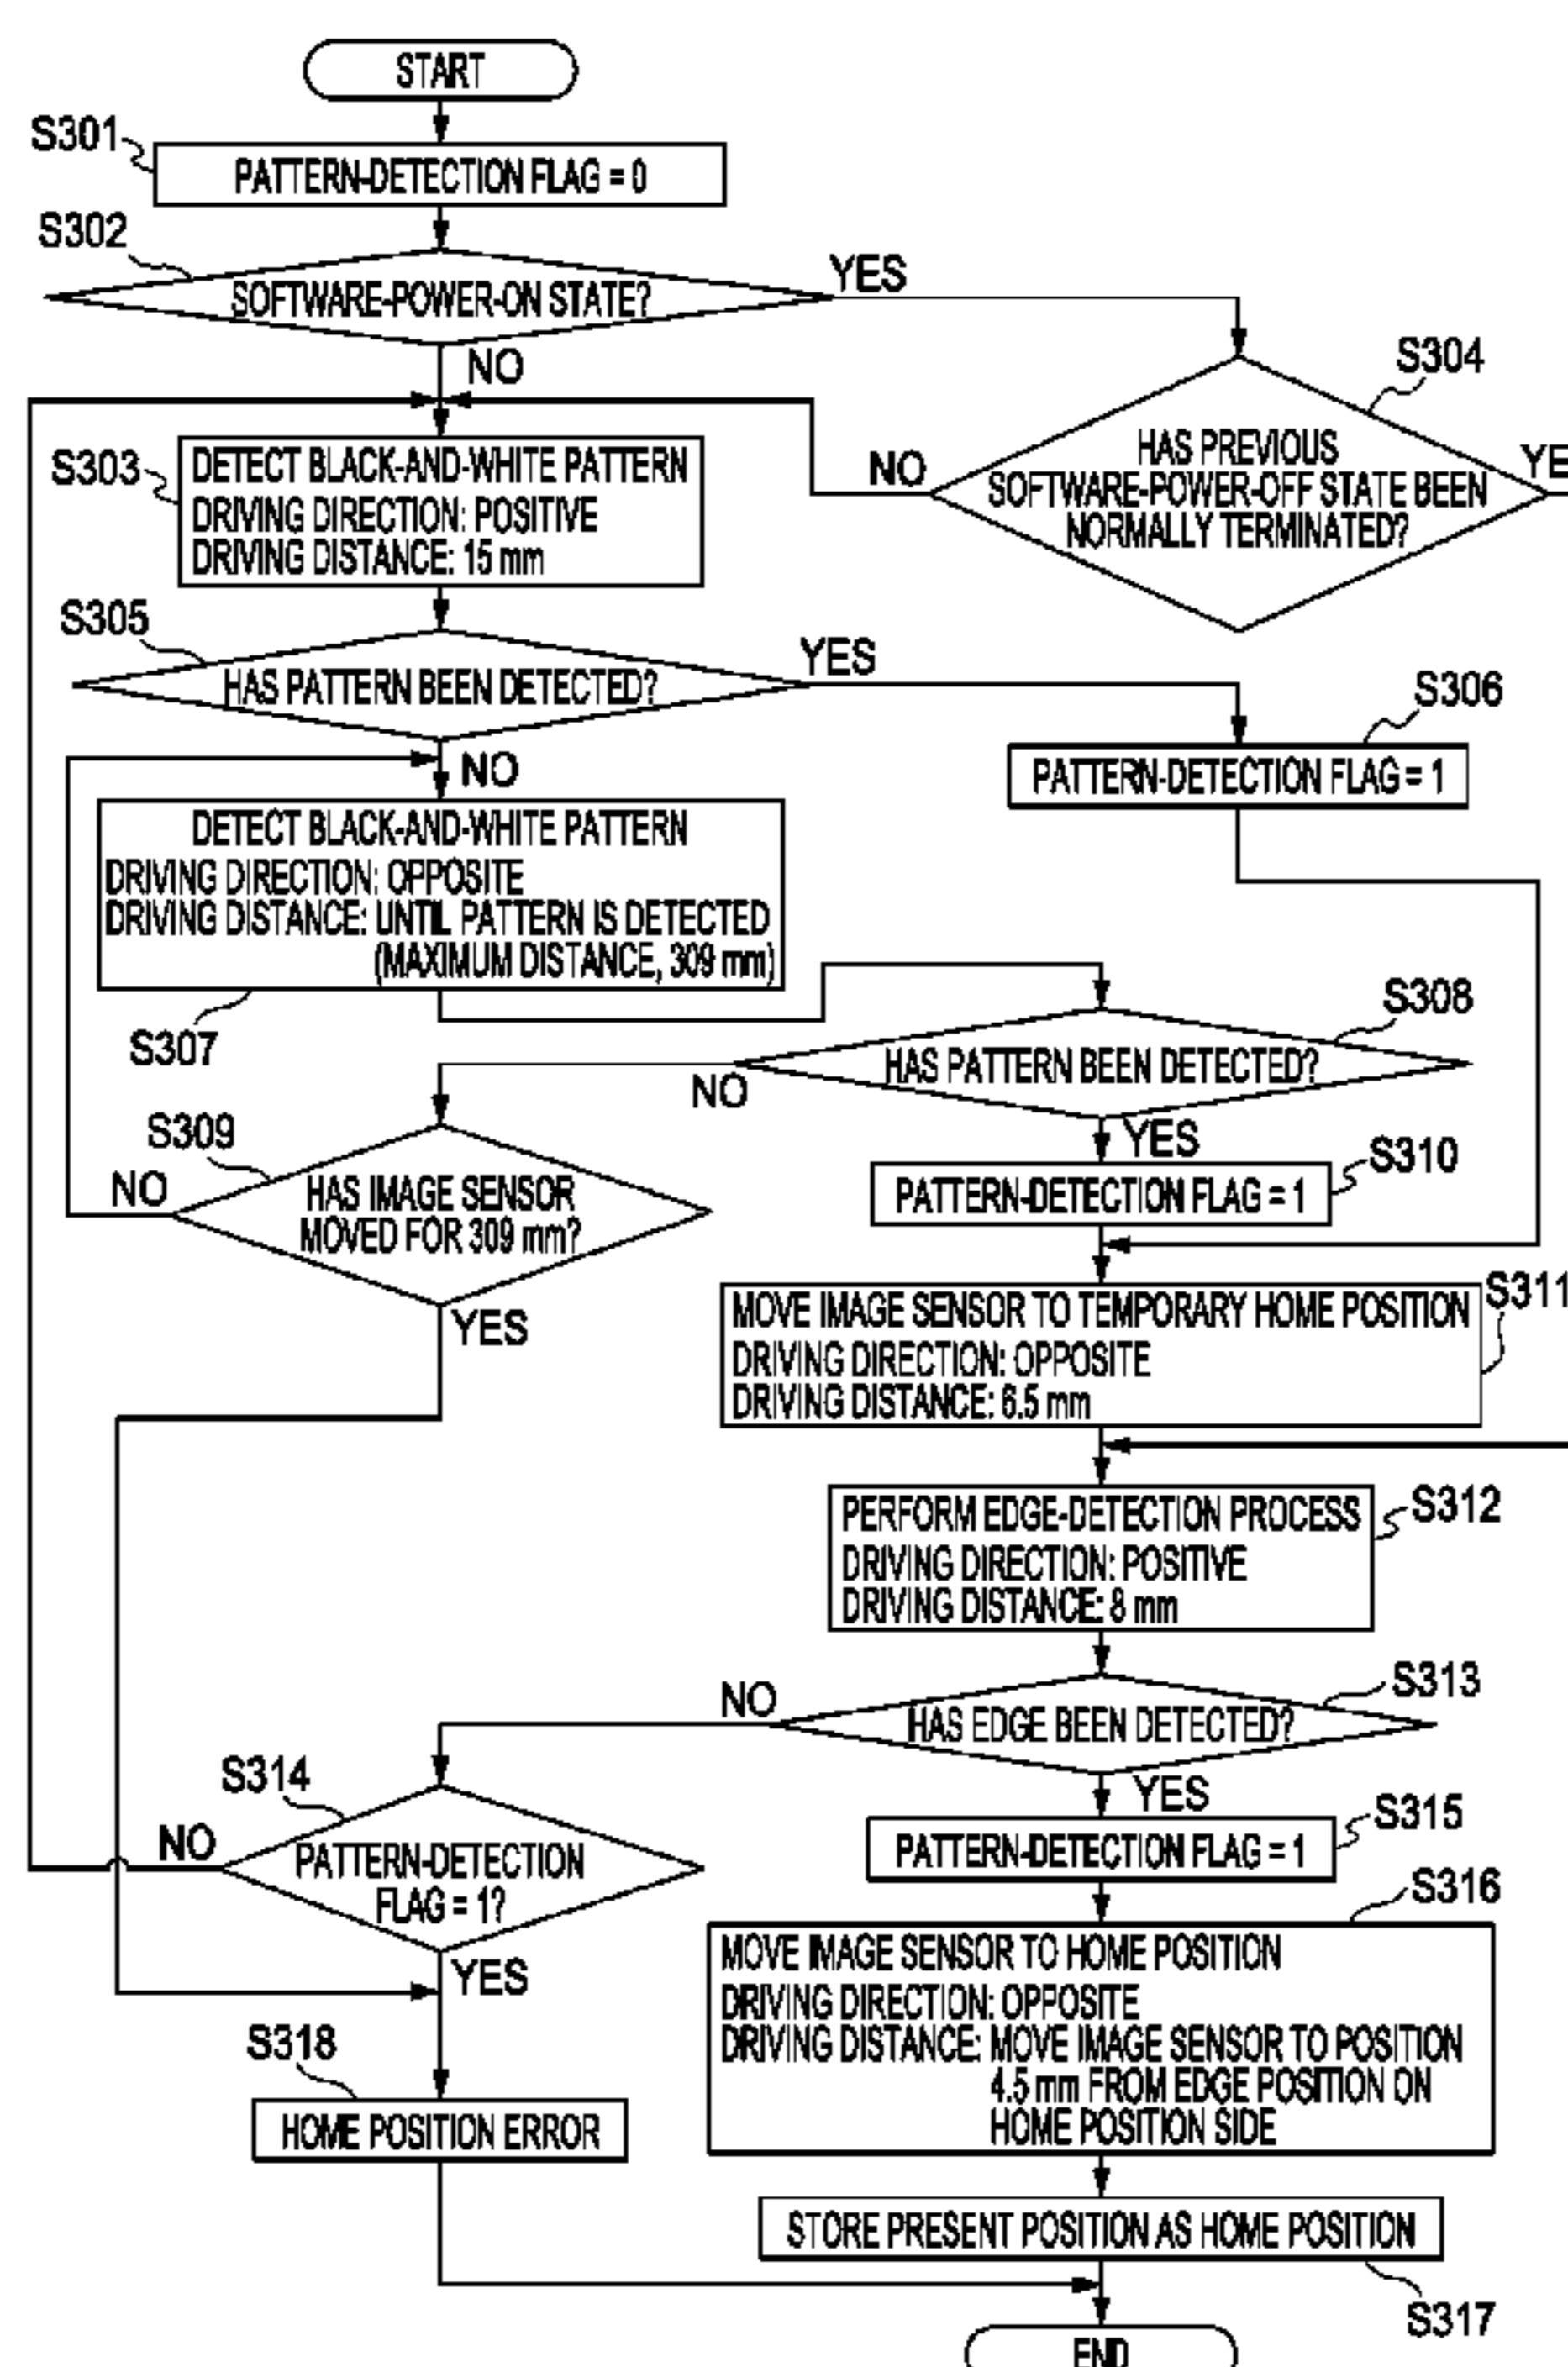 START
S301
PATTERN-DETECTION FLAG = 0
S302
SOFTWARE-POWER-ON STATE?
YES
NO
S304
HAS PREVIOUS
SOFTWARE-POWER-OFF STATE BEEN
NORMALLY TERMINATED?
NO
YE
S303
DETECT BLACK-AND-WHITE PATTERN
DRIVING DIRECTION: POSITIVE
DRIVING DISTANCE: 15 mm
S305
HAS PATTERN BEEN DETECTED?
YES
NO
S306
PATTERN-DETECTION FLAG = 1
DETECT BLACK-AND-WHITE PATTERN
DRIVING DIRECTION: OPPOSITE
DRIVING DISTANCE: UNTIL PATTERN IS DETECTED
(MAXIMUM DISTANCE, 309 mm)
S307
S308
HAS PATTERN BEEN DETECTED?
NO
YES
S309
HAS IMAGE SENSOR
MOVED FOR 309 mm?
NO
YES
S310
PATTERN-DETECTION FLAG = 1
S311
MOVE IMAGE SENSOR TO TEMPORARY HOME POSITION
DRIVING DIRECTION: OPPOSITE
DRIVING DISTANCE: 6.5 mm
S312
PERFORM EDGE-DETECTION PROCESS
DRIVING DIRECTION: POSITIVE
DRIVING DISTANCE: 8 mm
S313
HAS EDGE BEEN DETECTED?
NO
YES
S314
PATTERN-DETECTION
FLAG = 1?
NO
YES
S315
PATTERN-DETECTION FLAG = 1
S316
MOVE IMAGE SENSOR TO HOME POSITION
DRIVING DIRECTION: OPPOSITE
DRIVING DISTANCE: MOVE IMAGE SENSOR TO POSITION
4.5 mm FROM EDGE POSITION ON
HOME POSITION SIDE
S318
HOME POSITION ERROR
STORE PRESENT POSITION AS HOME POSITION
S317
END